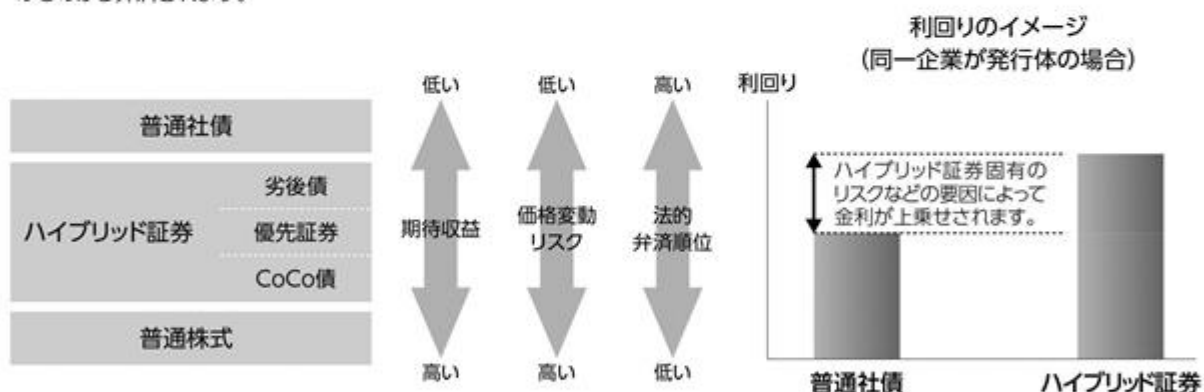 利回りのイメージ
（同一企業が発行体の場合）
普通社債
ハイブリッド証券
劣後債
優先証券
CoCo債
普通株式
低い
期待収益
高い
低い
価格変動
リスク
高い
高い
法的
弁済順位
低い
利回り
ハイブリッド証券固有の
リスクなどの要因によって
金利が上乗せされます。
普通社債
ハイブリッド証券